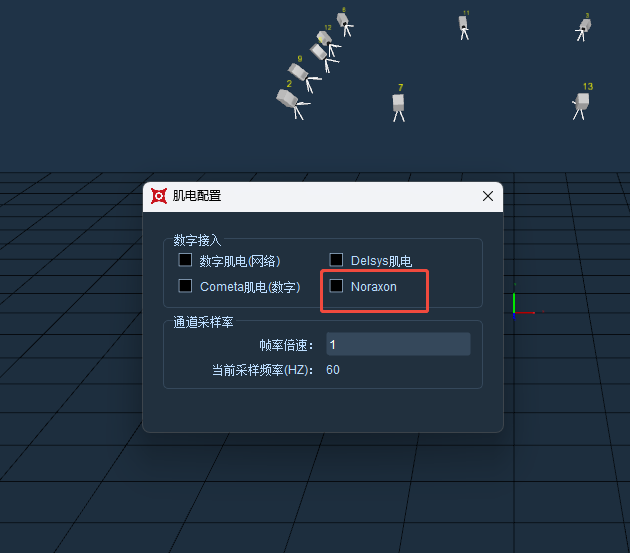 6
11
3
12
9
2
7
13
肌电配置
数字接入
数字肌电(网络)
Delsys肌电
Cometa肌电(数字)
Noraxon
通道采样率
帧率倍速：
1
当前采样频率(HZ)：
60